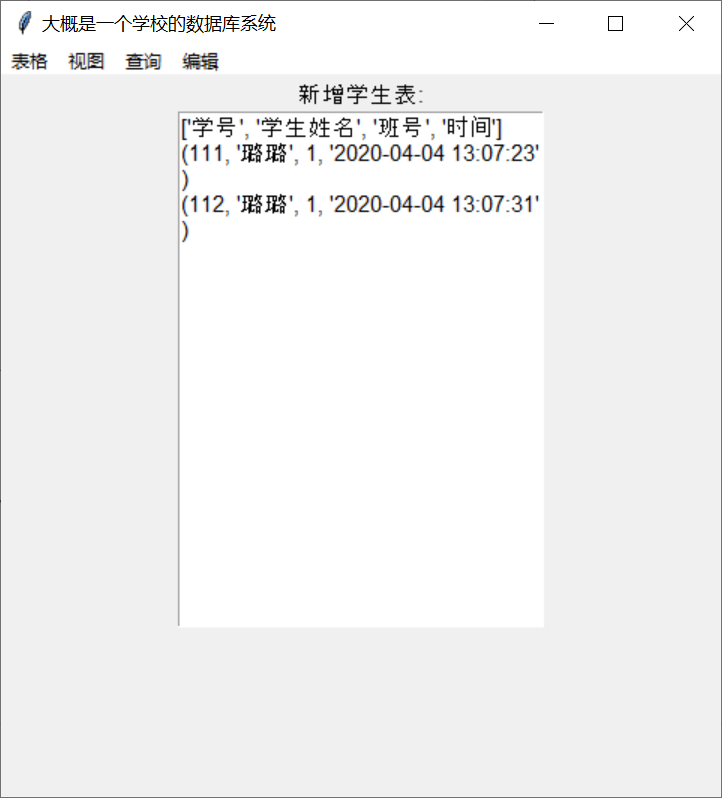 大概是一个学校的数据库系统
表格 视图 查询 编辑
新增学生表:
['学号', '学生姓名', '班号', '时间']
(111, '璐璐', 1, '2020-04-04 13:07:23'
)
(112, '璐璐', 1, '2020-04-04 13:07:31'
)